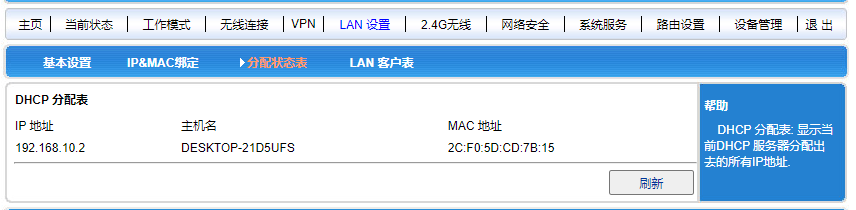 主页 当前状态 工作模式 无线连接 VPN LAN 设置 2.4G无线 网络安全 系统服务 路由设置 设备管理 退 出
基本设置 IP&MAC绑定 分配状态表 LAN 客户表
DHCP 分配表
IP 地址 主机名 MAC 地址
192.168.10.2 DESKTOP-21D5UFS 2C:F0:5D:CD:7B:15
刷新
帮助
DHCP 分配表: 显示当
前DHCP 服务器分配出
去的所有IP地址.